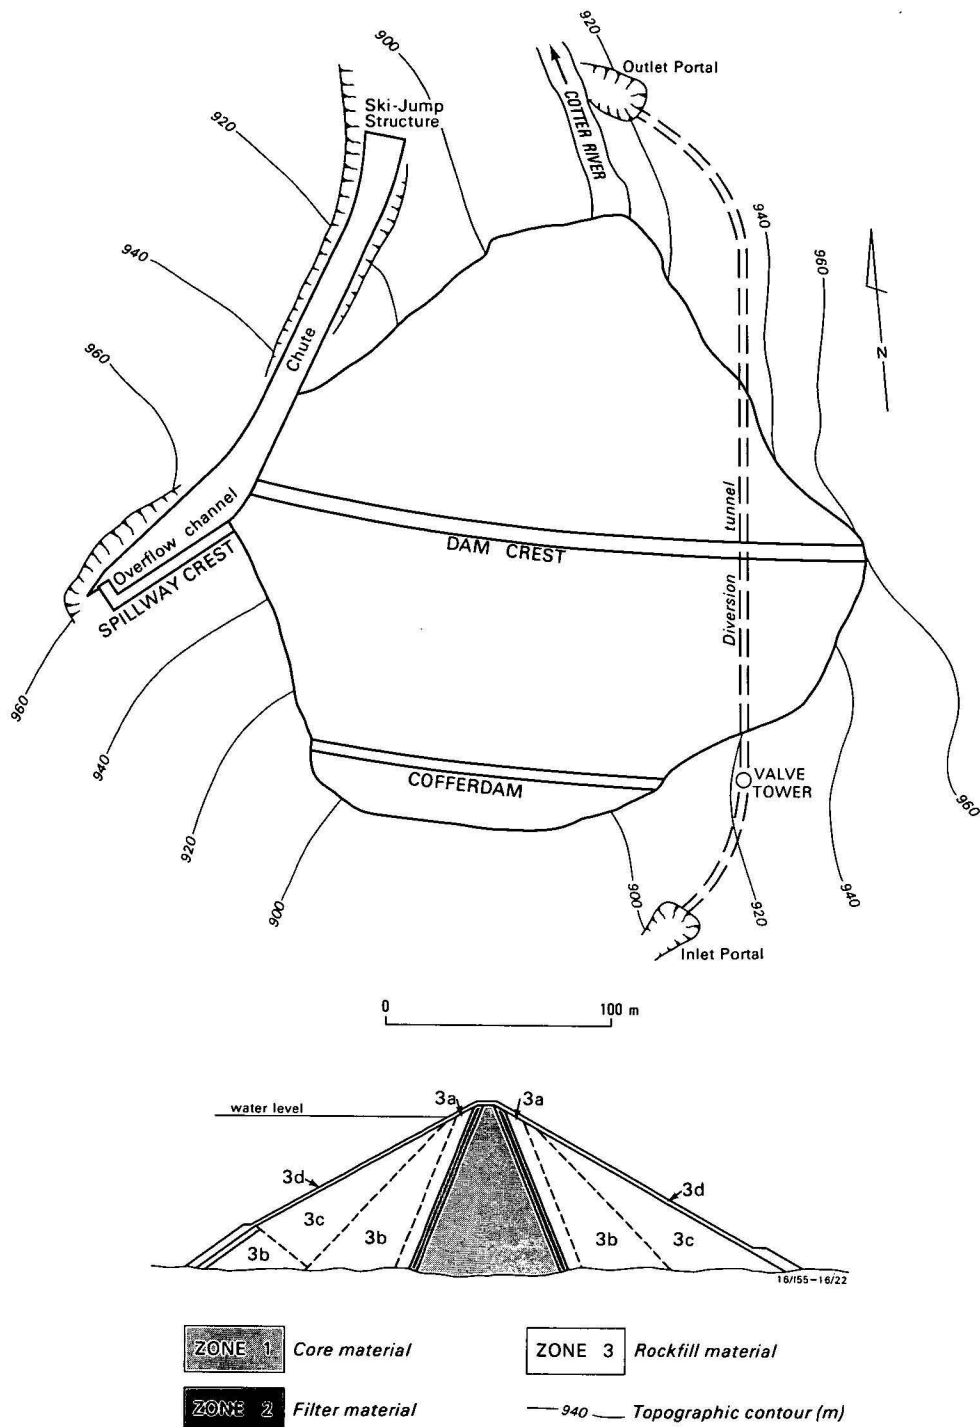 900
920
Outlet Portal
Ski-Jump
Structure
920
COTTER RIVER
940
940
960
N
960
Chute
Overflow channel
SPILLWAY CREST
DAM CREST
Diversion tunnel
960
940
COFFERDAM
VALVE
TOWER
920
900
900
920
940
960
Inlet Portal
0
100 m
water level
3a
3a
3d
3d
3c
3b
3b
3b
3c
16/155-16/22
ZONE 1 Core material
ZONE 3 Rockfill material
ZONE 2 Filter material
940 Topographic contour (m)